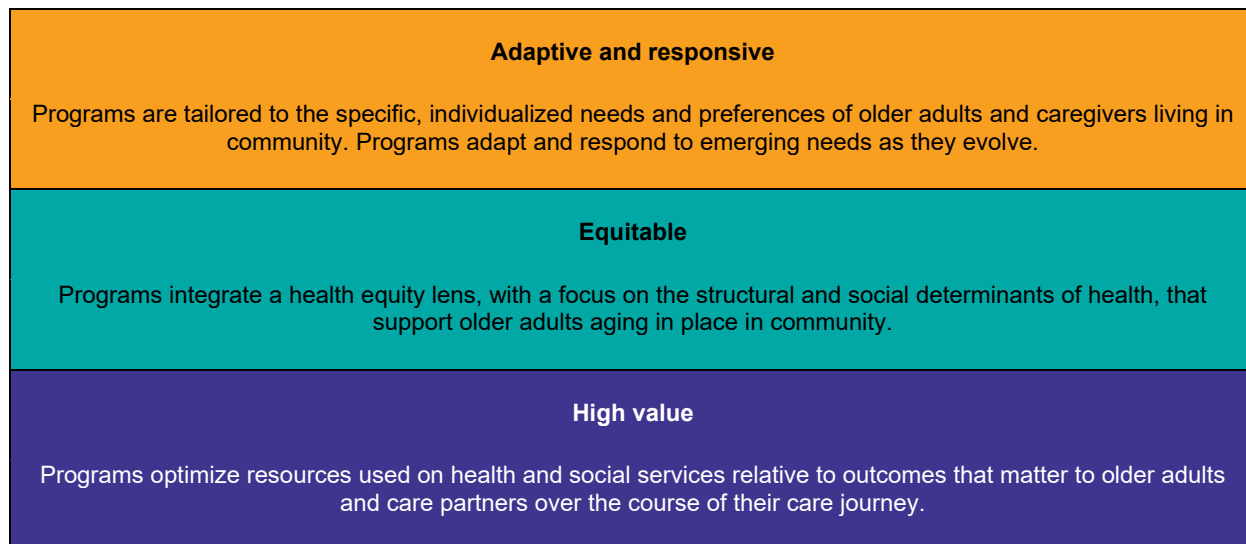 Adaptive and responsive
Programs are tailored to the specific, individualized needs and preferences of older adults and caregivers living in
community. Programs adapt and respond to emerging needs as they evolve.
Equitable
Programs integrate a health equity lens, with a focus on the structural and social determinants of health, that
support older adults aging in place in community.
High value
Programs optimize resources used on health and social services relative to outcomes that matter to older adults
and care partners over the course of their care journey.